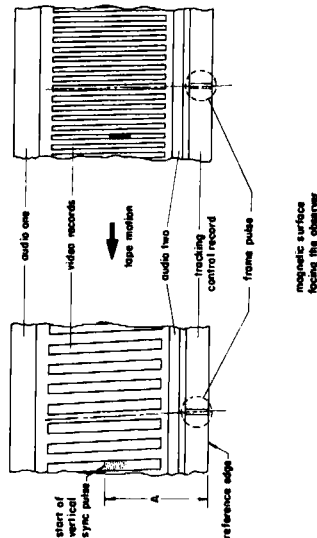 audio one
video records
tape motion
audio two
tracking
control record
frame pulse
magnetic surface
facing the observer
start of
vertical
sync pulse
A
reference edge